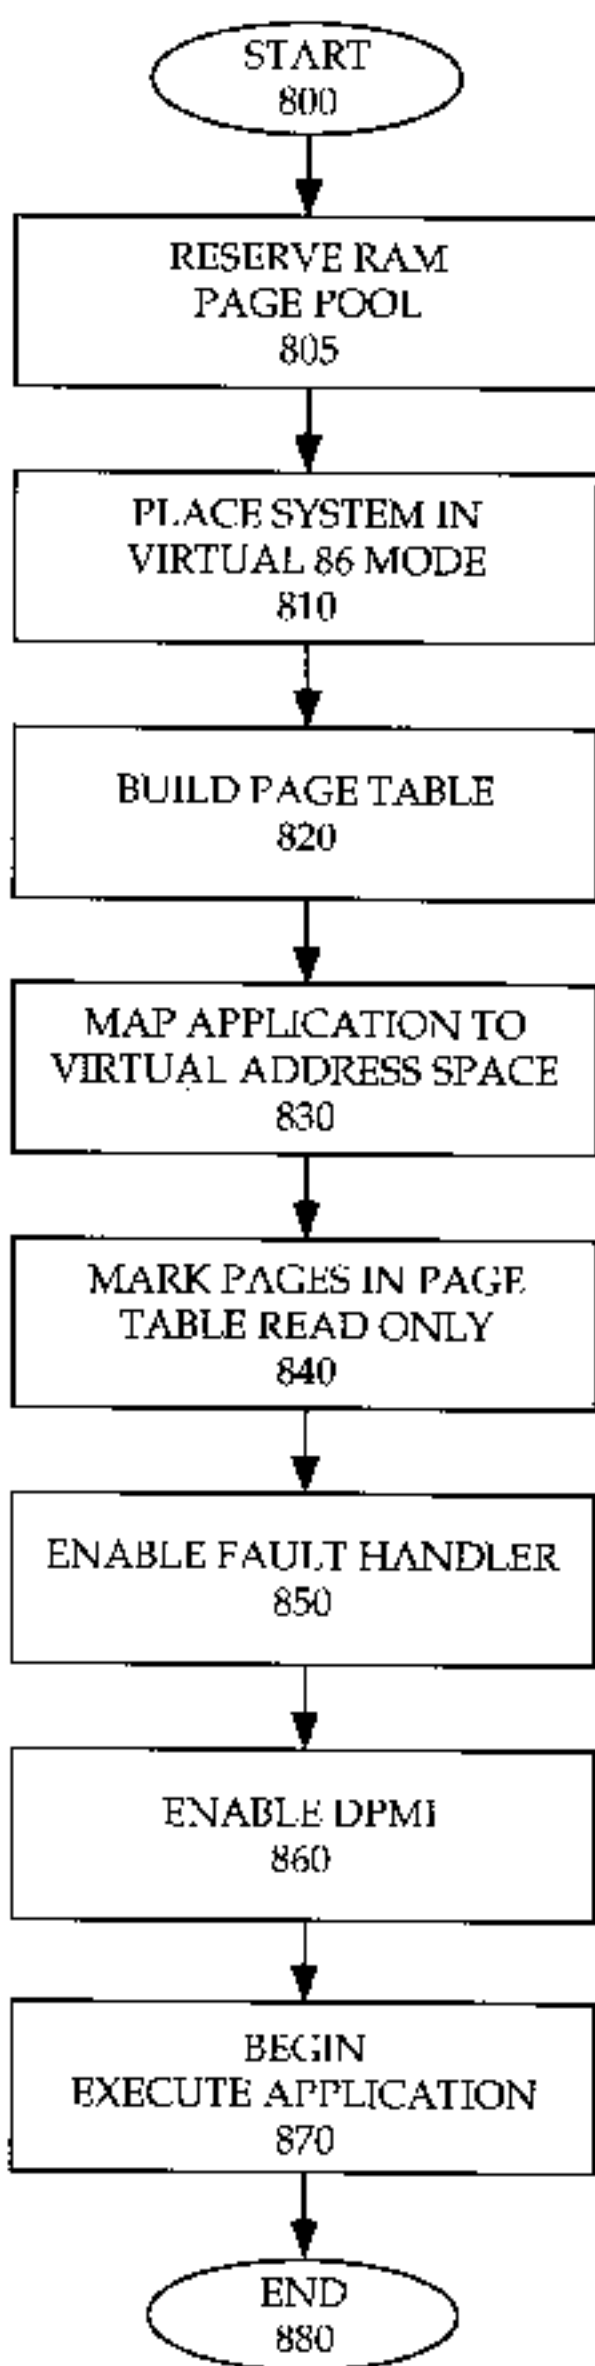 START
800
RESERVE RAM
PAGE POOL
805
PLACE SYSTEM IN
VIRTUAL 86 MODE
810
BUILD PAGE TABLE
820
MAP APPLICATION TO
VIRTUAL ADDRESS SPACE
830
MARK PAGES IN PAGE
TABLE READ ONLY
840
ENABLE FAULT HANDLER
850
ENABLE DPMI
860
BEGIN
EXECUTE APPLICATION
870
END
880